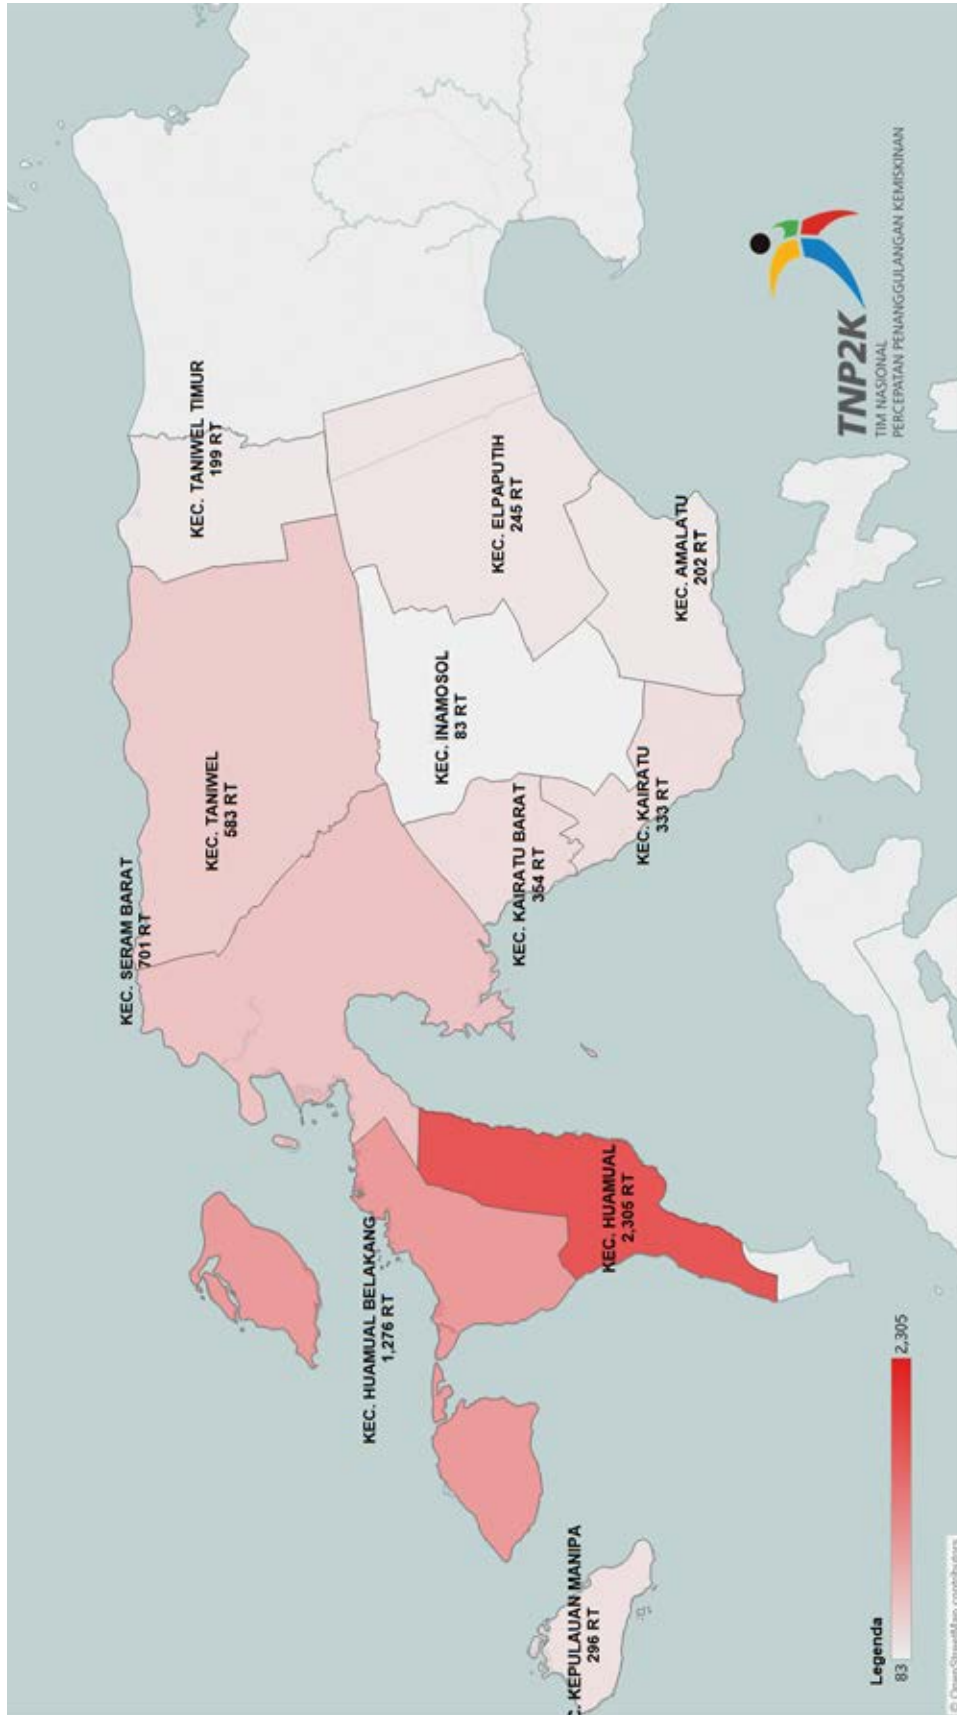 KEC. TANIWEL TIMUR
199 RT
KEC. SERAM BARAT
701 RT
KEC. TANIWEL
583 RT
KEC. ELPAPUTIH
245 RT
KEC. INAMOSOL
83 RT
KEC. AMALATU
202 RT
KEC. KAIRATU BARAT
354 RT
KEC. KAIRATU
333 RT
KEC. HUAMUAL BELAKANG
1,276 RT
KEC. HUAMUAL
2,305 RT
C. KEPULAUAN MANIPA
296 RT
TNP2K
TIM NASIONAL
PERCEPATAN PENANGGULANGAN KEMISKINAN
Legenda
83 2,305
© OpenStreetMap contributors